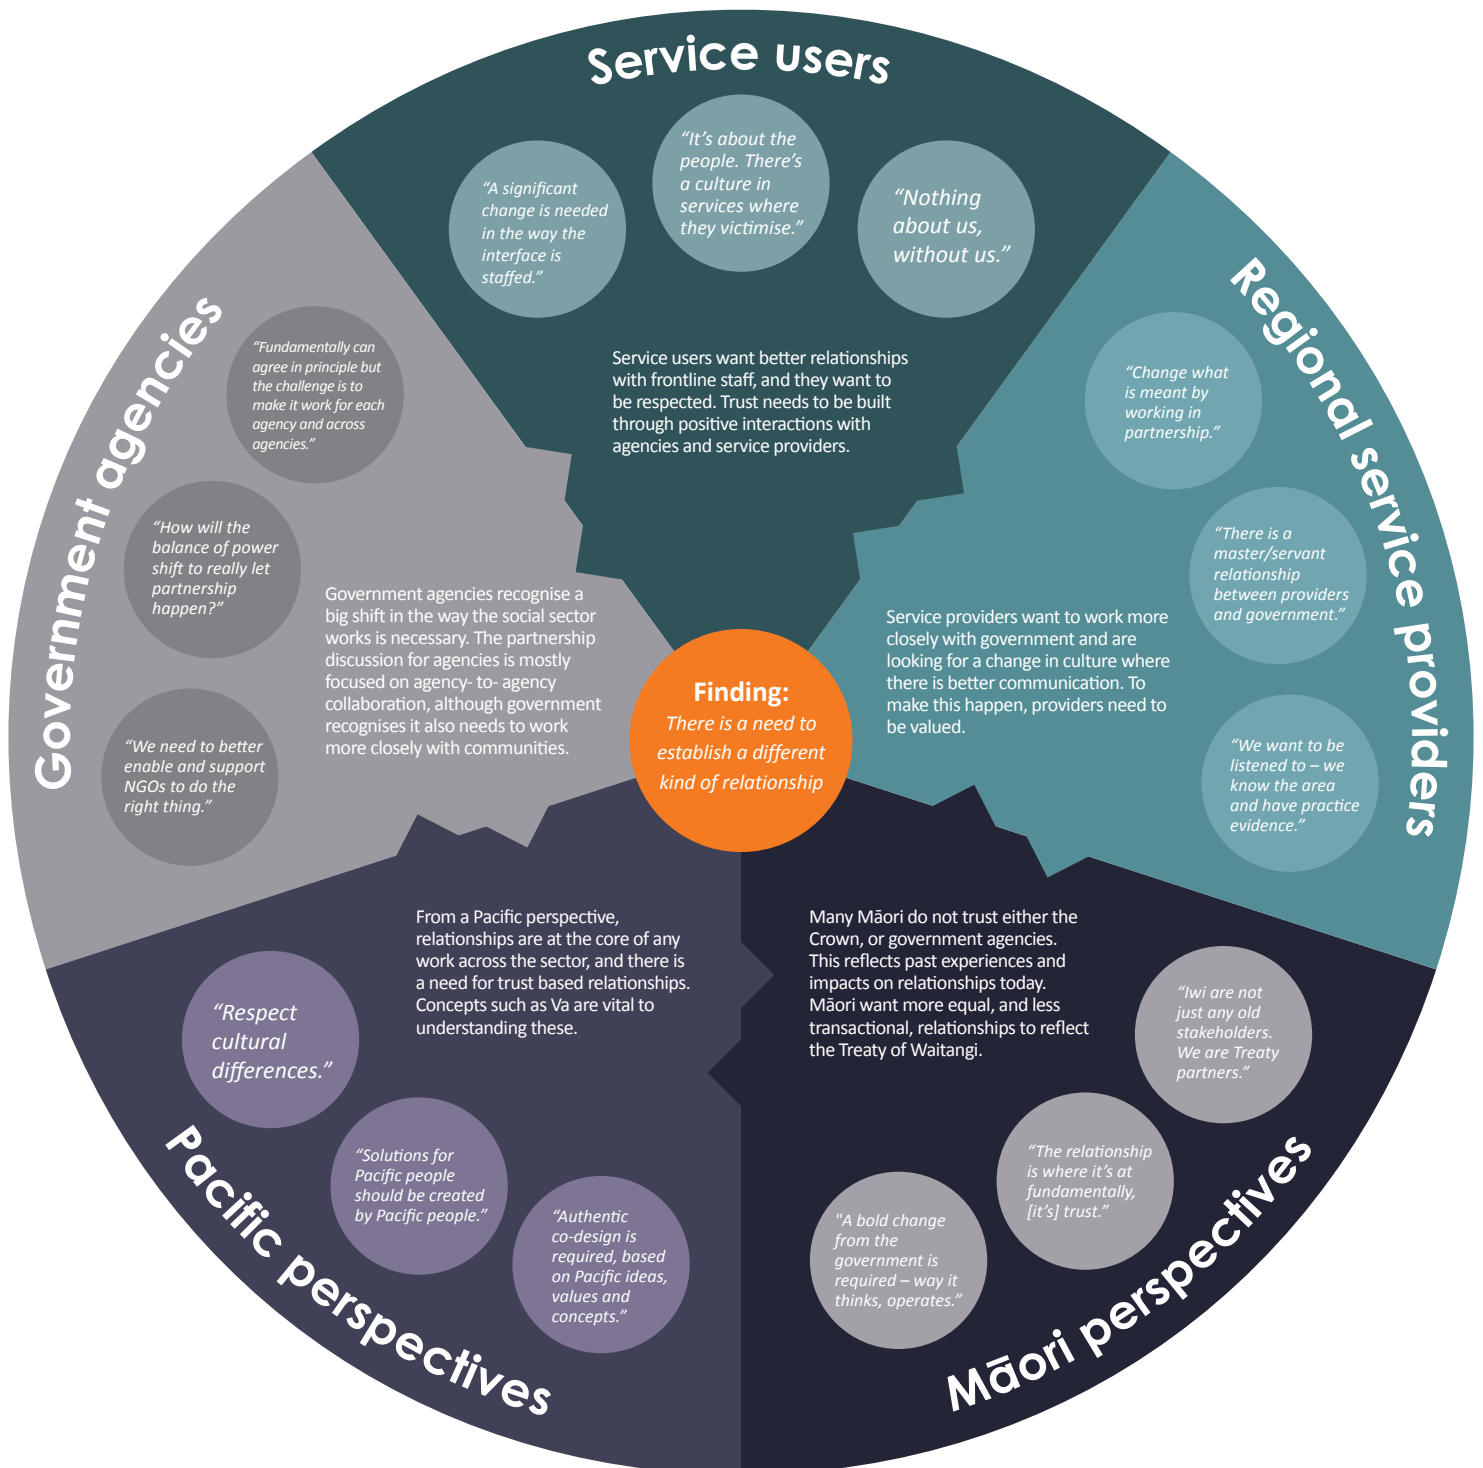 Service users
“A significant
change is needed
in the way the
interface is
staffed.”
“It’s about the
people. There’s
a culture in
services where
they victimise.”
“Nothing
about us,
without us.”
Service users want better relationships
with frontline staff, and they want to
be respected. Trust needs to be built
through positive interactions with
agencies and service providers.
Regional service providers
“Change what
is meant by
working in
partnership.”
“There is a
master/servant
relationship
between providers
and government.”
“We want to be
listened to – we
know the area
and have practice
evidence.”
Service providers want to work more
closely with government and are
looking for a change in culture where
there is better communication. To
make this happen, providers need to
be valued.
Māori perspectives
Many Māori do not trust either the
Crown, or government agencies.
This reflects past experiences and
impacts on relationships today.
Māori want more equal, and less
transactional, relationships to reflect
the Treaty of Waitangi.
“Iwi are not
just any old
stakeholders.
We are Treaty
partners.”
“The relationship
is where it’s at
fundamentally,
[it’s] trust.”
"A bold change
from the
government is
required – way it
thinks, operates.”
Pacific perspectives
From a Pacific perspective,
relationships are at the core of any
work across the sector, and there is
a need for trust based relationships.
Concepts such as Va are vital to
understanding these.
“Respect
cultural
differences.”
“Solutions for
Pacific people
should be created
by Pacific people.”
“Authentic
co-design is
required, based
on Pacific ideas,
values and
concepts.”
Government agencies
“Fundamentally can
agree in principle but
the challenge is to
make it work for each
agency and across
agencies.”
“How will the
balance of power
shift to really let
partnership
happen?”
“We need to better
enable and support
NGOs to do the
right thing.”
Government agencies recognise a
big shift in the way the social sector
works is necessary. The partnership
discussion for agencies is mostly
focused on agency- to- agency
collaboration, although government
recognises it also needs to work
more closely with communities.
Finding:
There is a need to
establish a different
kind of relationship